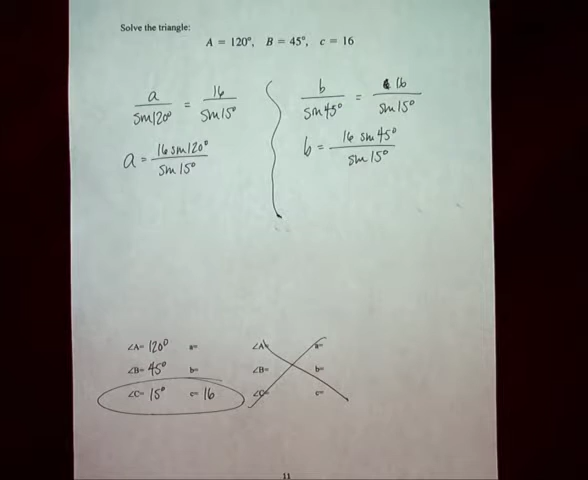 Solve the triangle:
A = 120°, B = 45°, c = 16
a / sin120° = 16 / sin15°
b / sin45° = 16 / sin15°
a = 16 sin120° / sin15°
b = 16 sin45° / sin15°
∠A= 120° a= ∠A= a=
∠B= 45° b= ∠B= b=
∠C= 15° c= 16 ∠C= c=
11